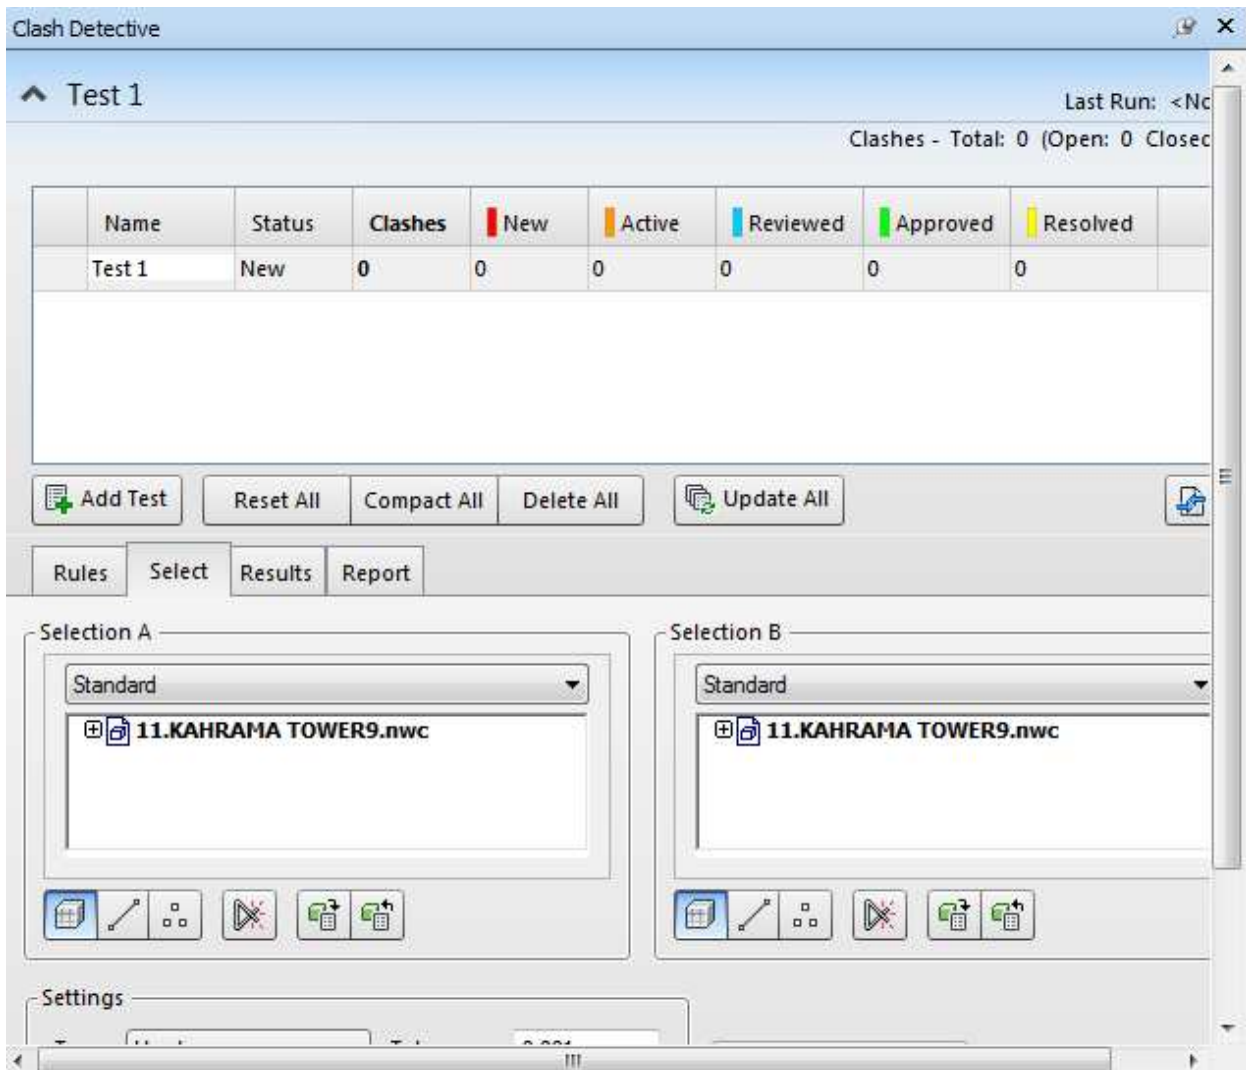 Clash Detective
Test 1
Last Run: <No
Clashes - Total: 0 (Open: 0 Closed
Name Status Clashes New Active Reviewed Approved Resolved
Test 1 New 0 0 0 0 0 0
Add Test Reset All Compact All Delete All Update All
Rules Select Results Report
Selection A Selection B
Standard Standard
11.KAHRAMA TOWER9.nwc 11.KAHRAMA TOWER9.nwc
Settings